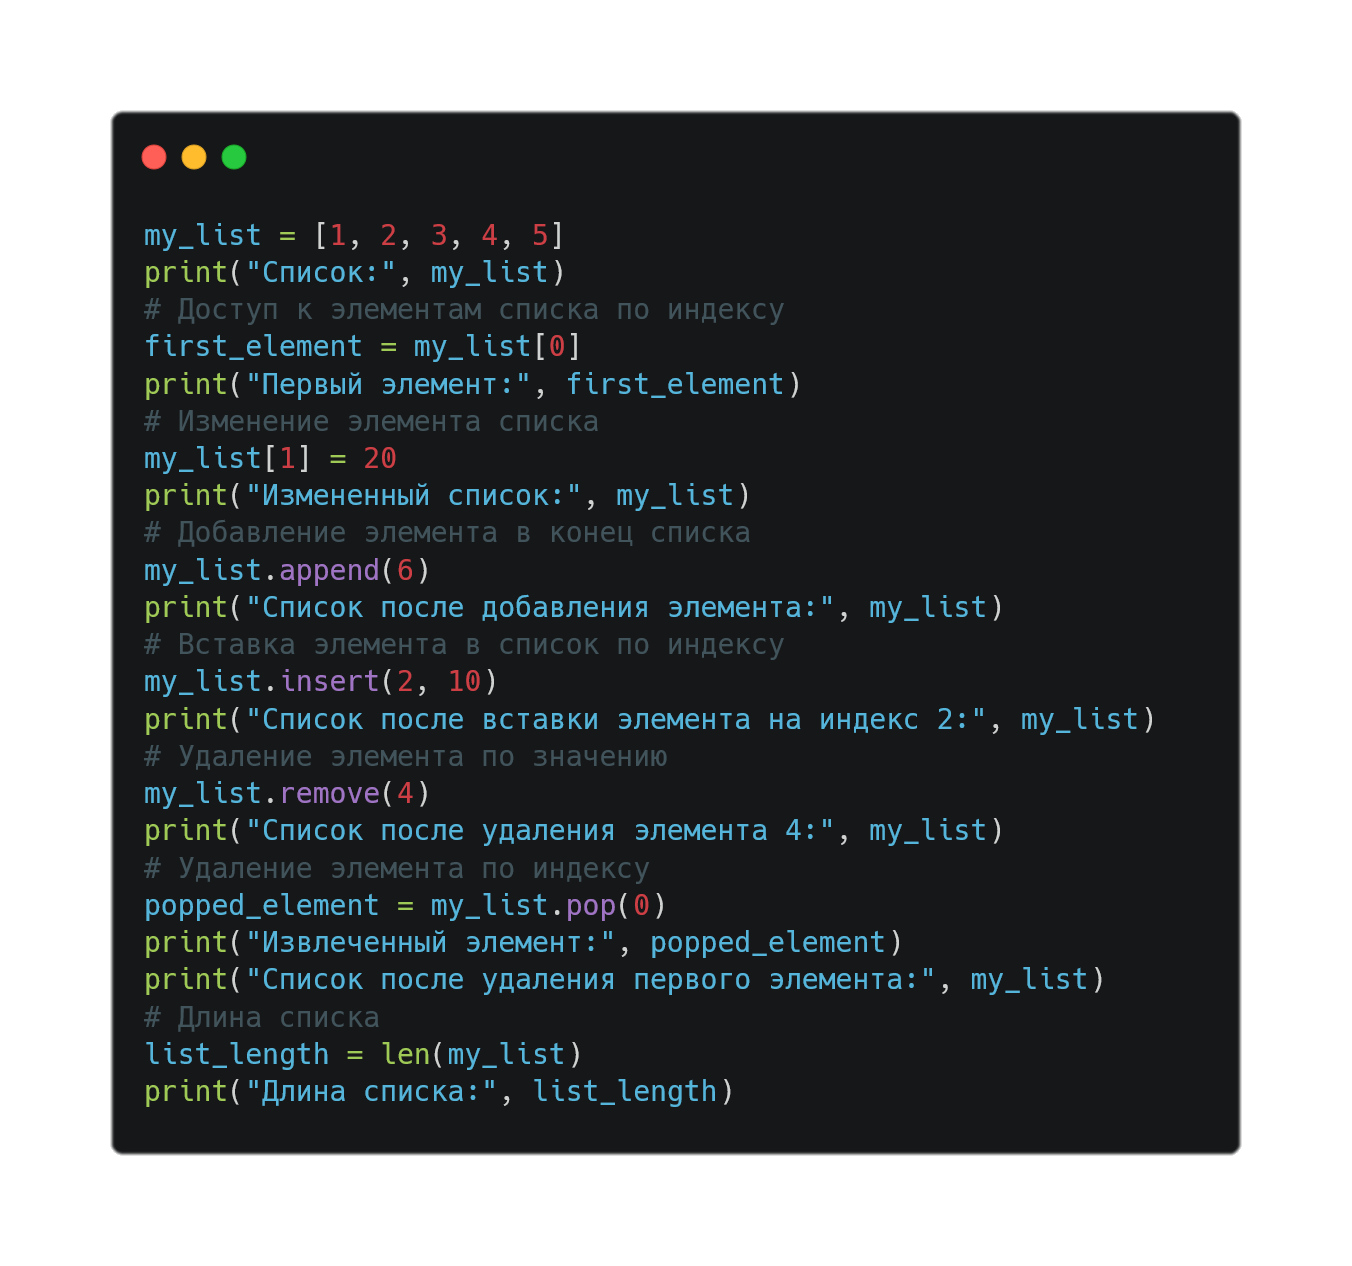 my_list = [1, 2, 3, 4, 5]
print("Список:", my_list)
# Доступ к элементам списка по индексу
first_element = my_list[0]
print("Первый элемент:", first_element)
# Изменение элемента списка
my_list[1] = 20
print("Измененный список:", my_list)
# Добавление элемента в конец списка
my_list.append(6)
print("Список после добавления элемента:", my_list)
# Вставка элемента в список по индексу
my_list.insert(2, 10)
print("Список после вставки элемента на индекс 2:", my_list)
# Удаление элемента по значению
my_list.remove(4)
print("Список после удаления элемента 4:", my_list)
# Удаление элемента по индексу
popped_element = my_list.pop(0)
print("Извлеченный элемент:", popped_element)
print("Список после удаления первого элемента:", my_list)
# Длина списка
list_length = len(my_list)
print("Длина списка:", list_length)